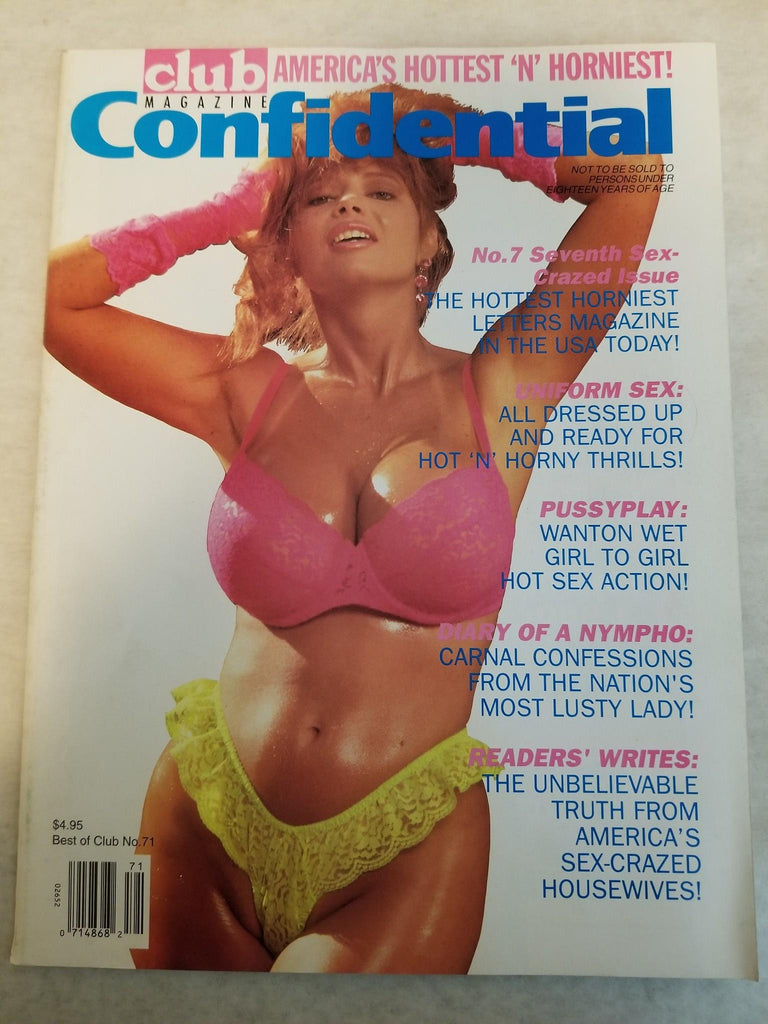 club AMERICA'S HOTTEST 'N' HORNIEST!
MAGAZINE
Confidential
NOT TO BE SOLD TO
PERSONS UNDER
EIGHTEEN YEARS OF AGE
No.7 Seventh Sex-
Crazed Issue
THE HOTTEST HORNIEST
LETTERS MAGAZINE
IN THE USA TODAY!
UNIFORM SEX:
ALL DRESSED UP
AND READY FOR
HOT 'N' HORNY THRILLS!
PUSSYPLAY:
WANTON WET
GIRL TO GIRL
HOT SEX ACTION!
DIARY OF A NYMPHO:
CARNAL CONFESSIONS
FROM THE NATION'S
MOST LUSTY LADY!
READERS' WRITES:
THE UNBELIEVABLE
TRUTH FROM
AMERICA'S
SEX-CRAZED
HOUSEWIVES!
$4.95
Best of Club No.71
71
02652
0 714868 2